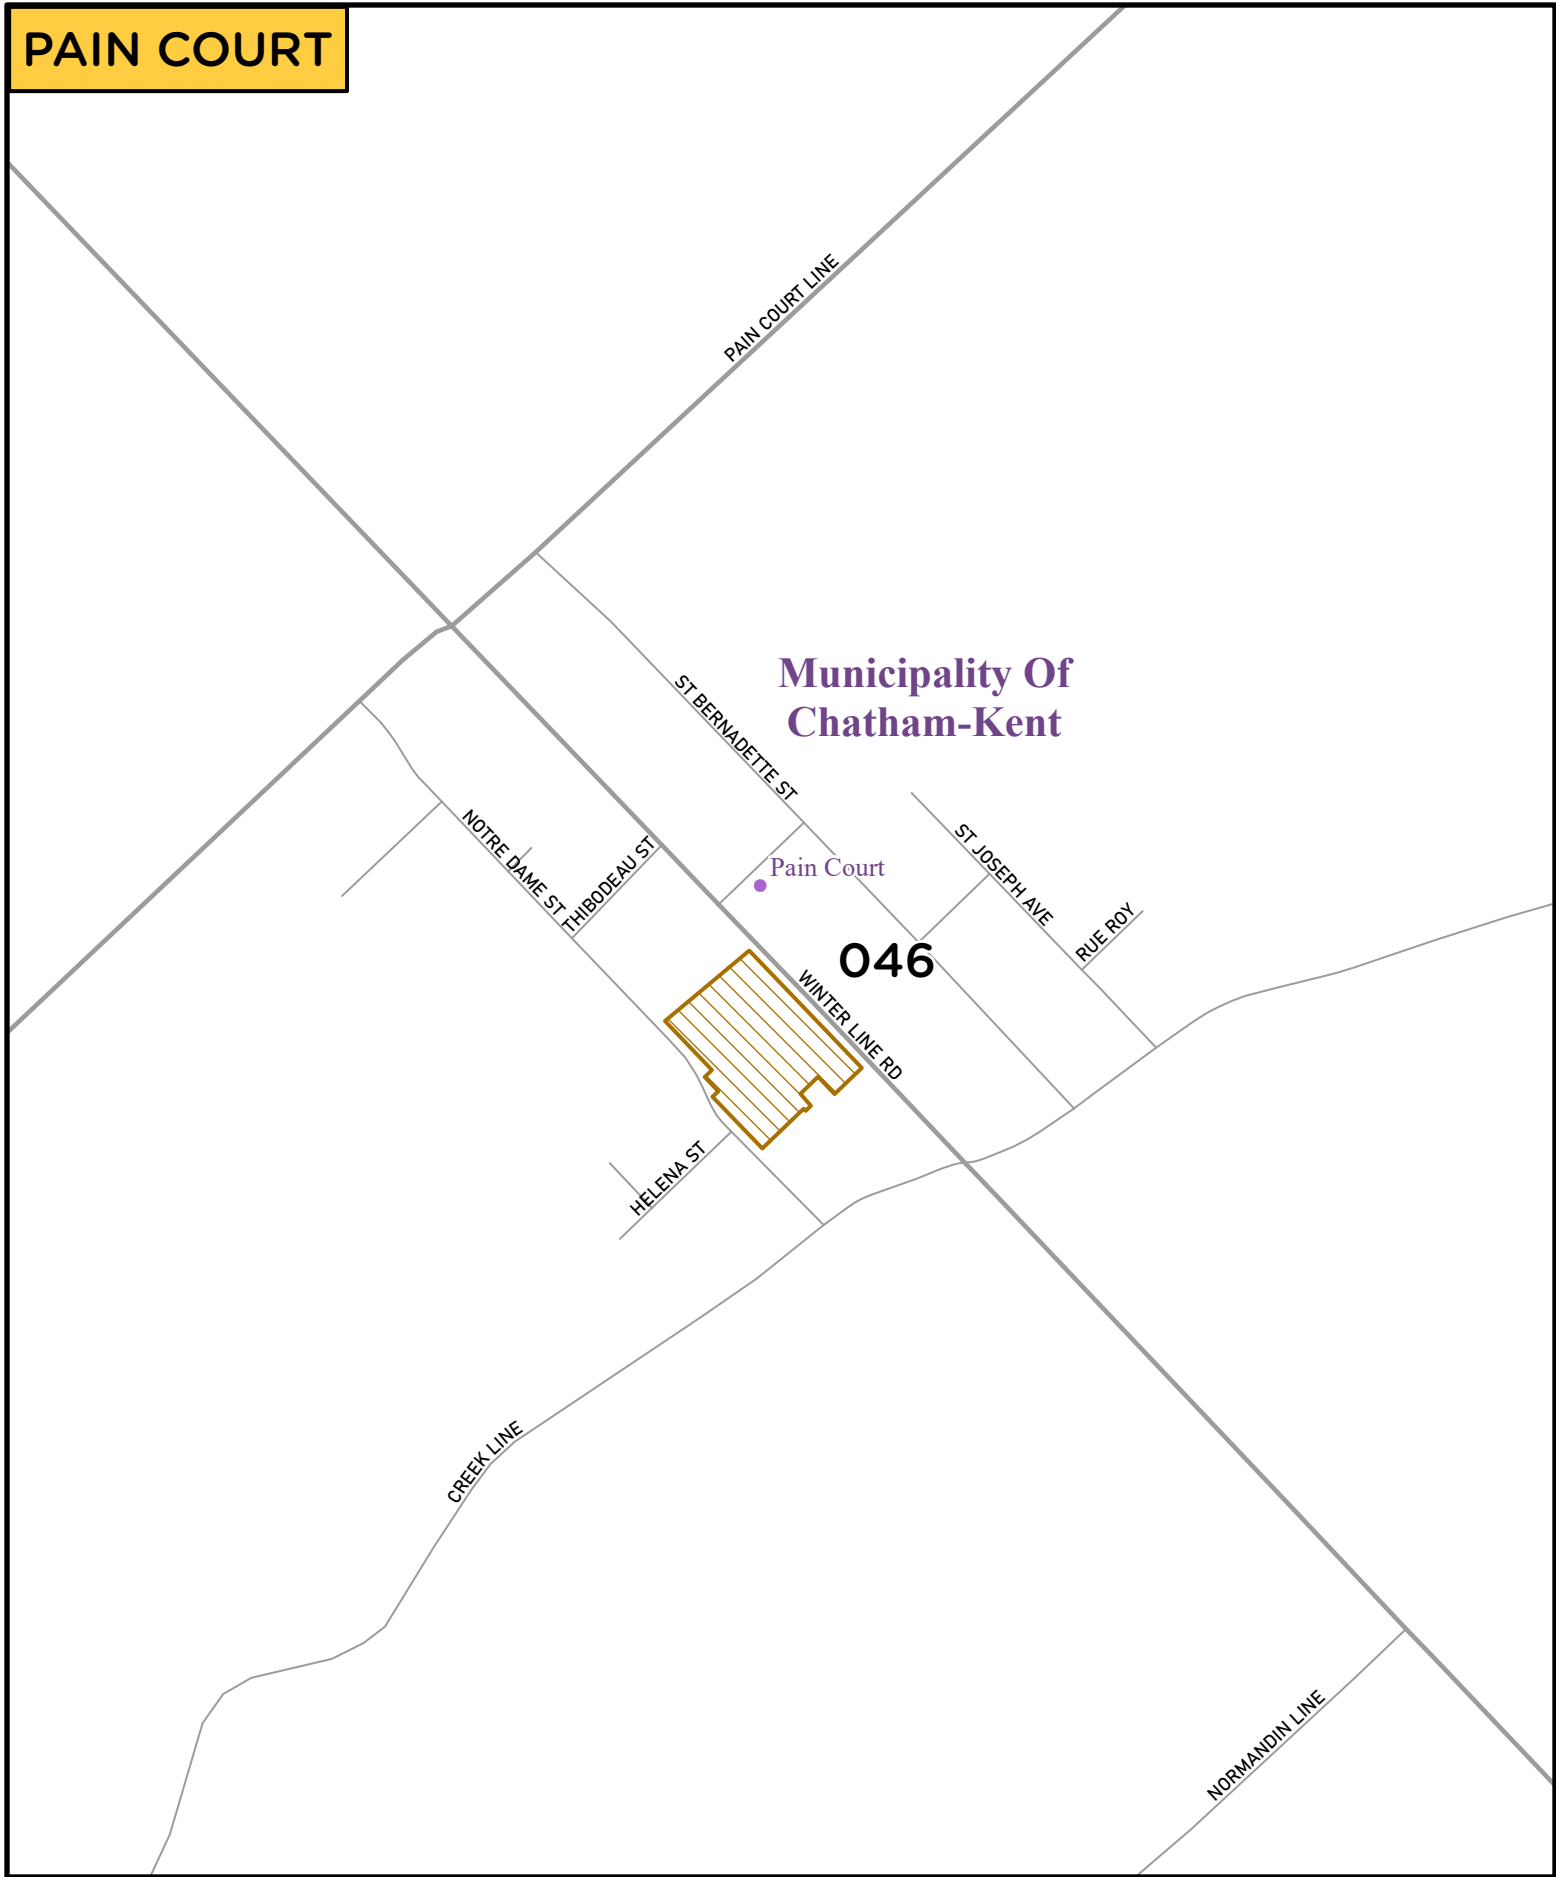 PAIN COURT
PAIN COURT LINE
Municipality Of
Chatham-Kent
ST BERNADETTE ST
NOTRE DAME ST
THIBODEAU ST
Pain Court
ST JOSEPH AVE
RUE ROY
046
WINTER LINE RD
HELENA ST
CREEK LINE
NORMANDIN LINE